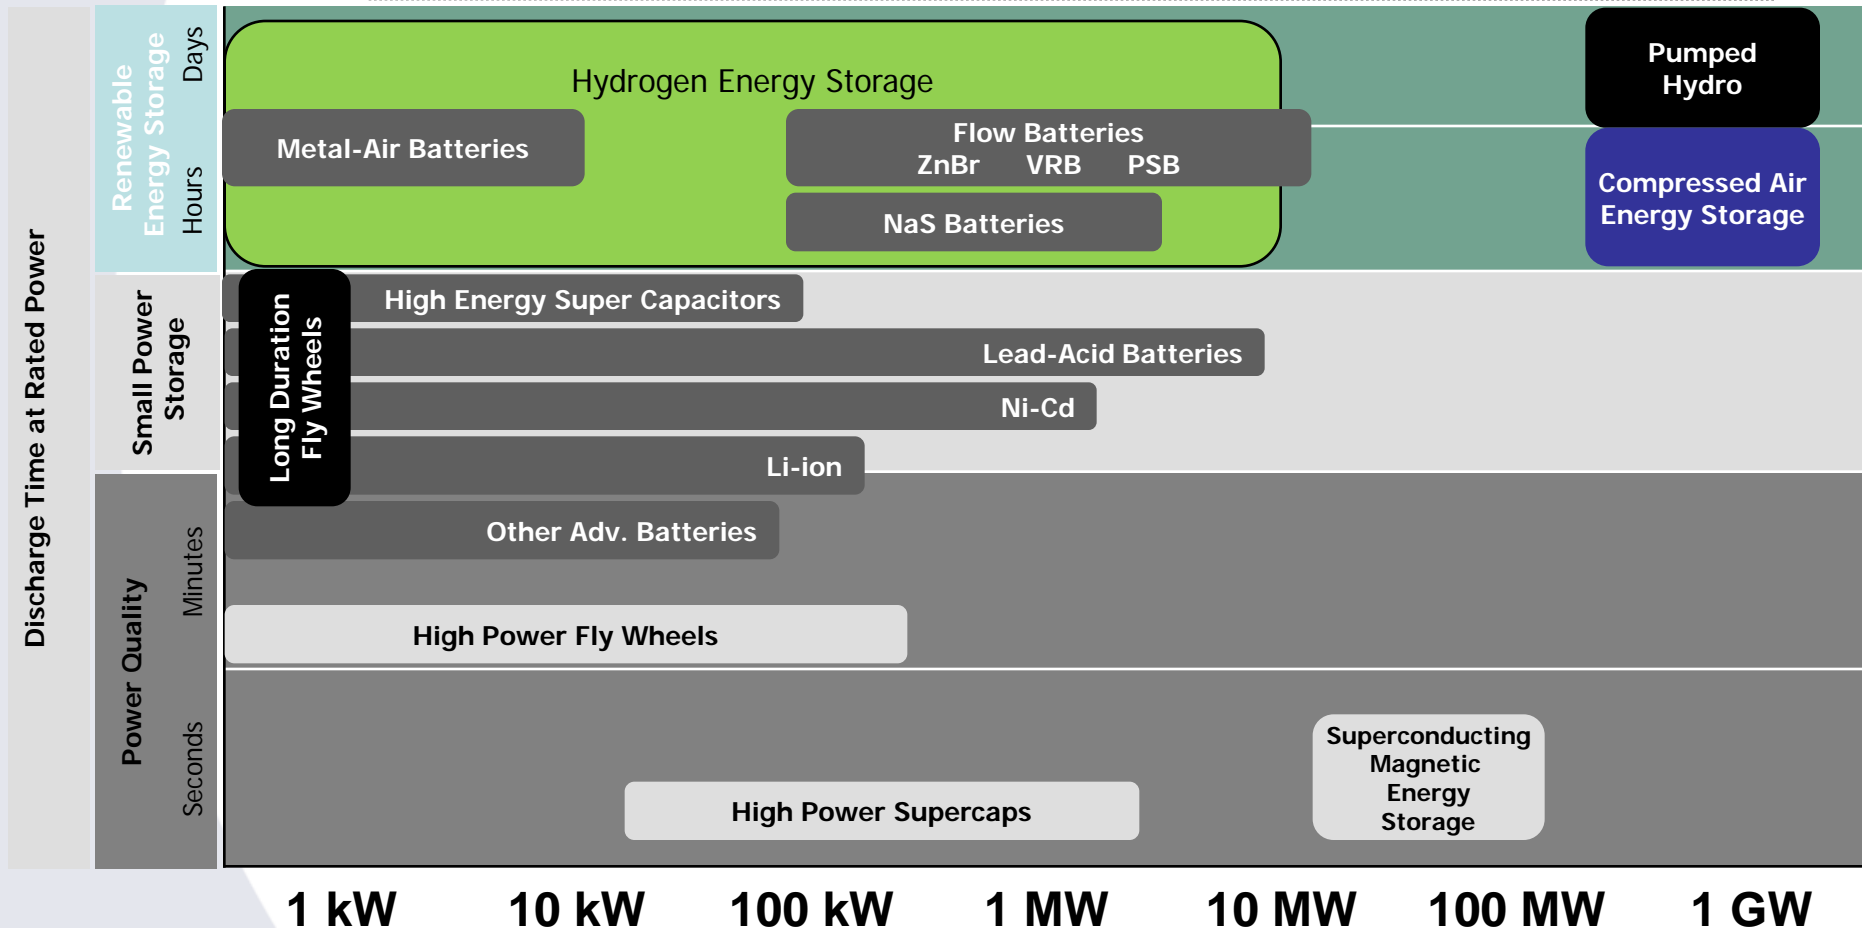 Discharge Time at Rated Power
Renewable
Energy Storage
Days
Hours
Hydrogen Energy Storage
Metal-Air Batteries
Flow Batteries
ZnBr VRB PSB
NaS Batteries
Pumped
Hydro
Compressed Air
Energy Storage
Small Power
Storage
Long Duration
Fly Wheels
High Energy Super Capacitors
Lead-Acid Batteries
Ni-Cd
Li-ion
Power Quality
Minutes
Seconds
Other Adv. Batteries
High Power Fly Wheels
High Power Supercaps
Superconducting
Magnetic
Energy
Storage
1 kW 10 kW 100 kW 1 MW 10 MW 100 MW 1 GW